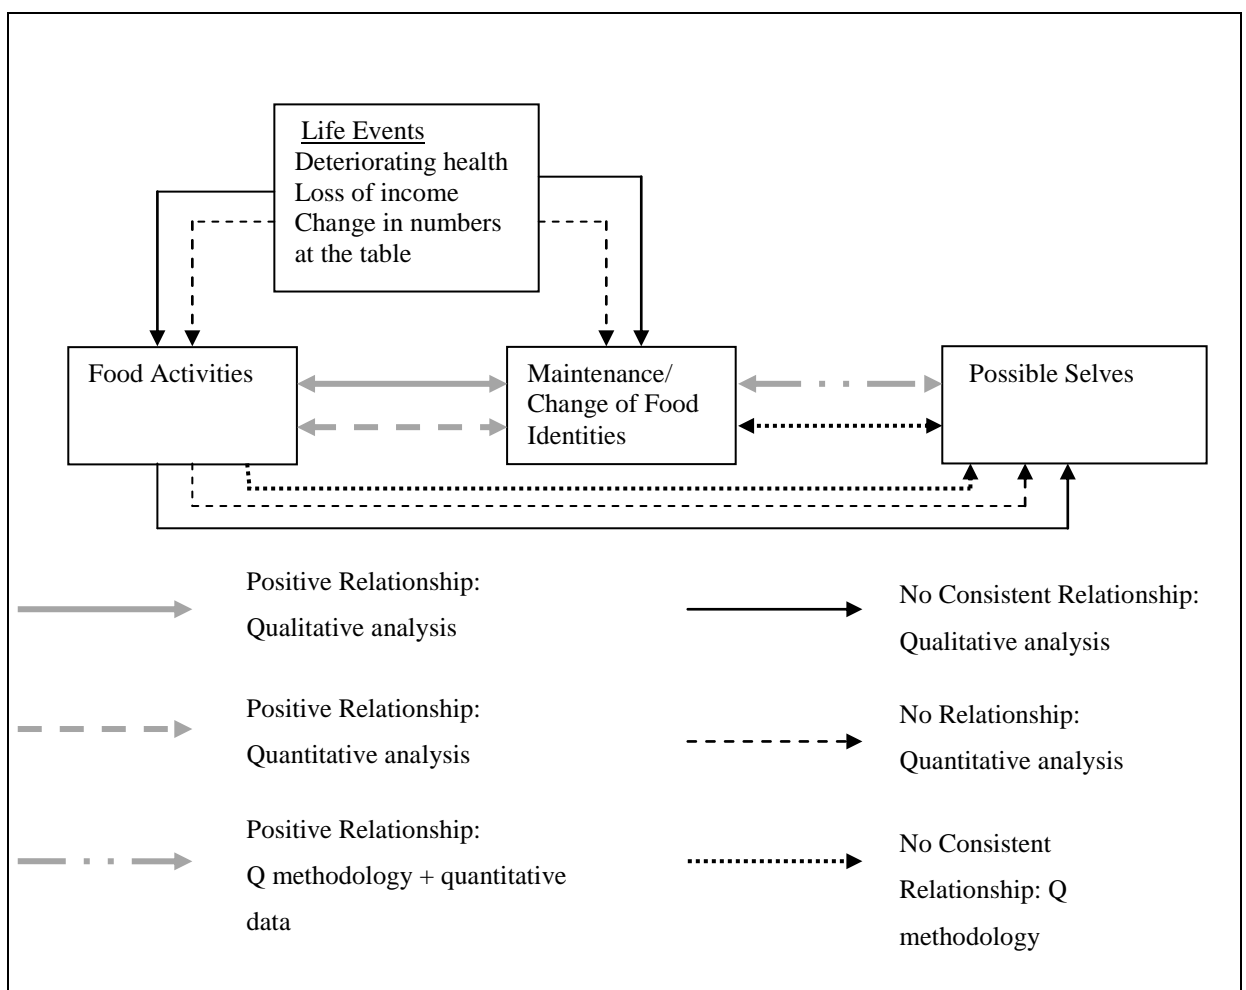 Life Events
Deteriorating health
Loss of income
Change in numbers
at the table
Food Activities
Maintenance/
Change of Food
Identities
Possible Selves
Positive Relationship:
Qualitative analysis
No Consistent Relationship:
Qualitative analysis
Positive Relationship:
Quantitative analysis
No Relationship:
Quantitative analysis
Positive Relationship:
Q methodology + quantitative
data
No Consistent
Relationship: Q
methodology